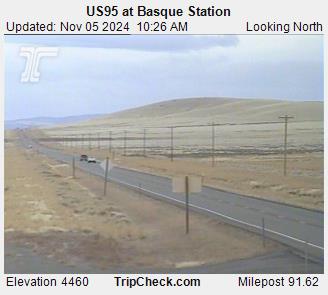 US95 at Basque Station
Updated: Nov 05 2024 10:26 AM Looking North
Elevation 4460 TripCheck.com Milepost 91.62